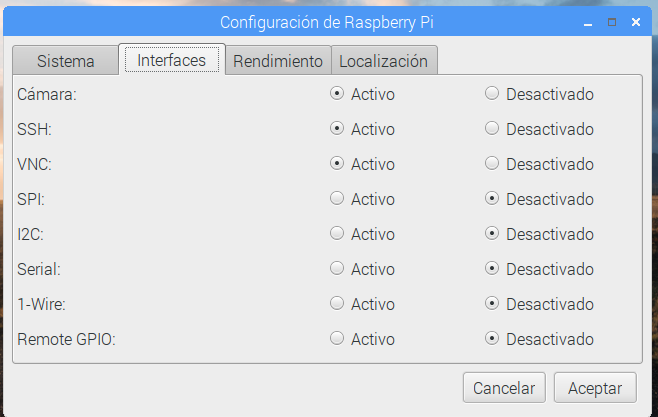 Configuración de Raspberry Pi
Sistema Interfaces Rendimiento Localización
Cámara: Activo Desactivado
SSH: Activo Desactivado
VNC: Activo Desactivado
SPI: Activo Desactivado
I2C: Activo Desactivado
Serial: Activo Desactivado
1-Wire: Activo Desactivado
Remote GPIO: Activo Desactivado
Cancelar Aceptar